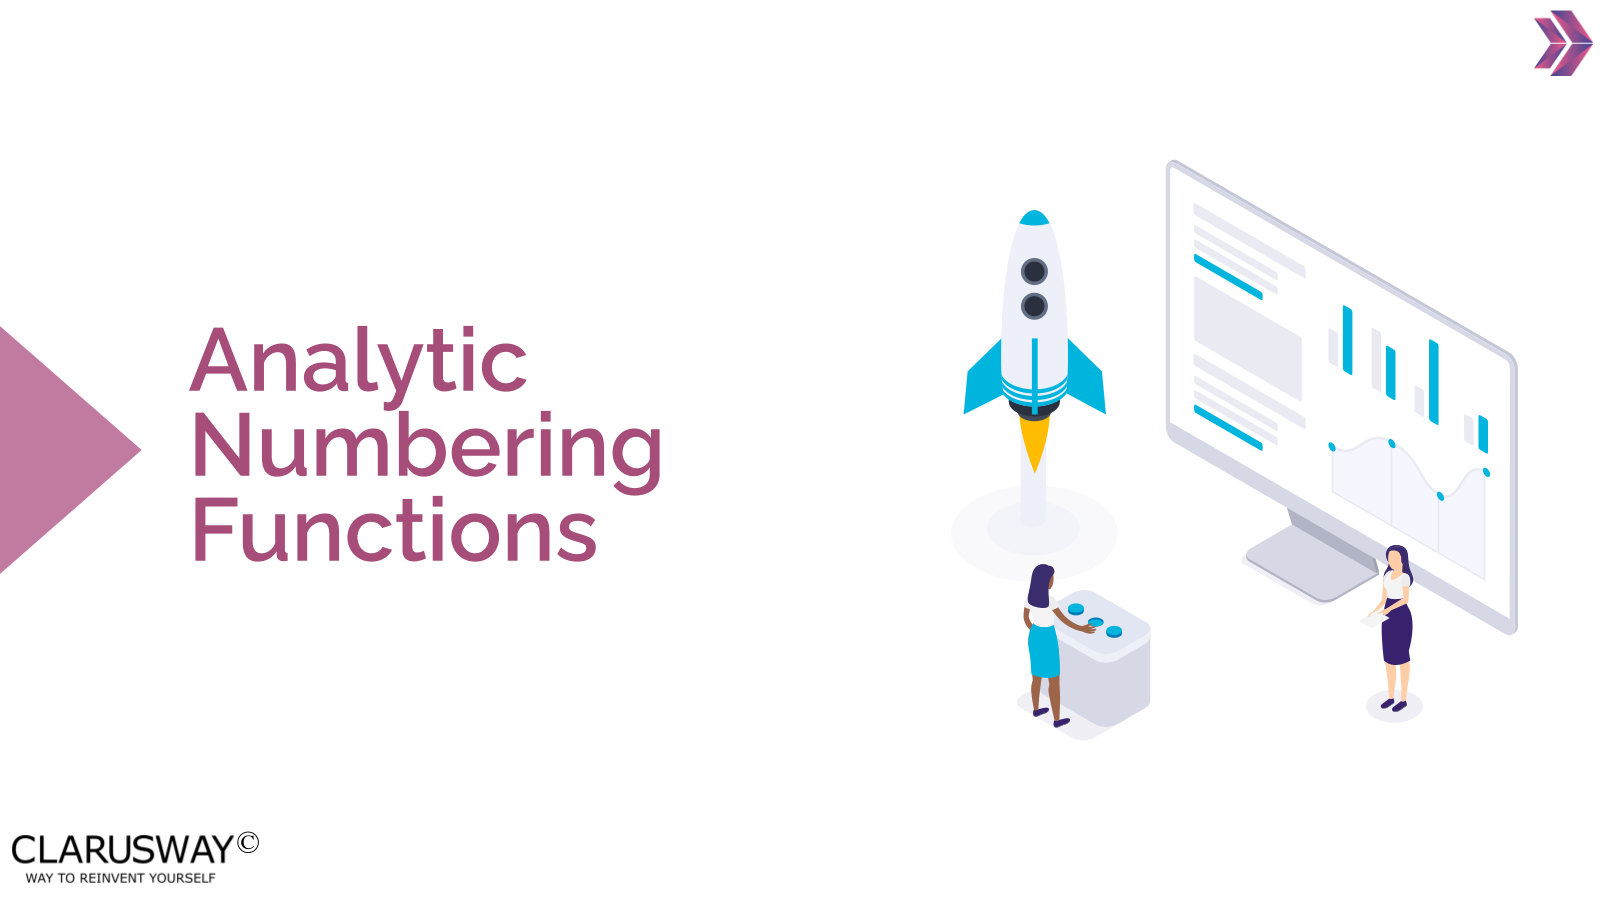 Analytic
Numbering
Functions
CLARUSWAY©
WAY TO REINVENT YOURSELF